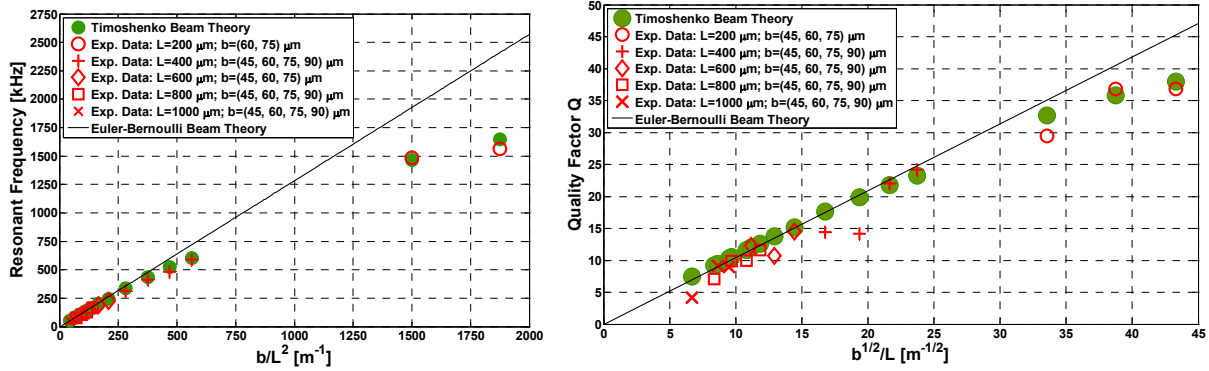 Resonant Frequency [kHz]
2750
2500
2250
2000
1750
1500
1250
1000
750
500
250
0
Timoshenko Beam Theory
Exp. Data: L=200 μm; b=(60, 75) μm
Exp. Data: L=400 μm; b=(45, 60, 75, 90) μm
Exp. Data: L=600 μm; b=(45, 60, 75) μm
Exp. Data: L=800 μm; b=(45, 60, 75, 90) μm
Exp. Data: L=1000 μm; b=(45, 60, 75, 90) μm
Euler-Bernoulli Beam Theory
0 250 500 750 1000 1250 1500 1750 2000
b/L² [m⁻¹]
Quality Factor Q
50
45
40
35
30
25
20
15
10
5
0
Timoshenko Beam Theory
Exp. Data: L=200 μm; b=(45, 60, 75) μm
Exp. Data: L=400 μm; b=(45, 60, 75, 90) μm
Exp. Data: L=600 μm; b=(45, 60, 75, 90) μm
Exp. Data: L=800 μm; b=(45, 60, 75, 90) μm
Exp. Data: L=1000 μm; b=(45, 60, 75, 90) μm
Euler-Bernoulli Beam Theory
0 5 10 15 20 25 30 35 40 45
b¹ᐟ²/L [m⁻¹ᐟ²]